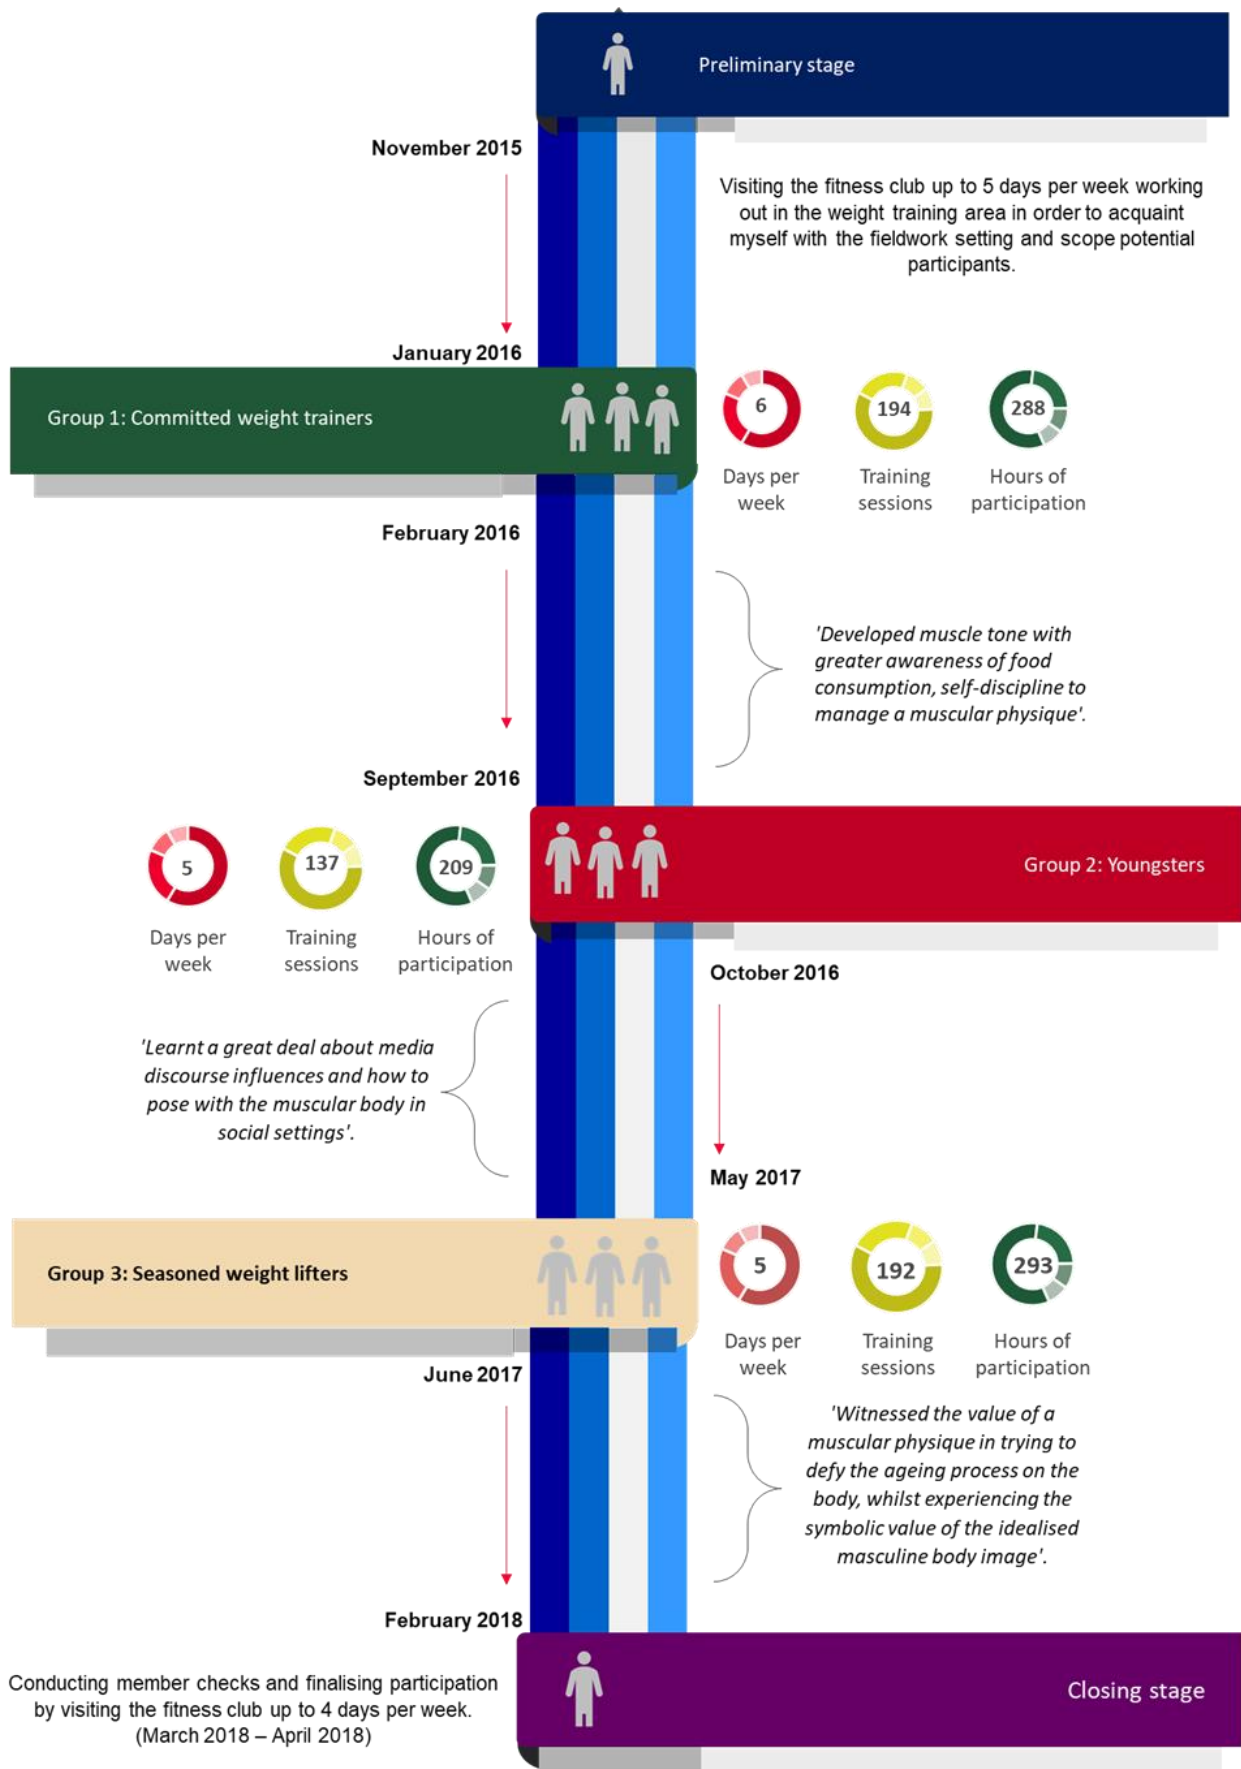 Preliminary stage
November 2015
Visiting the fitness club up to 5 days per week working
out in the weight training area in order to acquaint
myself with the fieldwork setting and scope potential
participants.
January 2016
Group 1: Committed weight trainers
6
194
288
Days per
week
Training
sessions
Hours of
participation
February 2016
'Developed muscle tone with
greater awareness of food
consumption, self-discipline to
manage a muscular physique'.
September 2016
5
137
209
Days per
week
Training
sessions
Hours of
participation
Group 2: Youngsters
October 2016
'Learnt a great deal about media
discourse influences and how to
pose with the muscular body in
social settings'.
May 2017
Group 3: Seasoned weight lifters
5
192
293
Days per
week
Training
sessions
Hours of
participation
June 2017
'Witnessed the value of a
muscular physique in trying to
defy the ageing process on the
body, whilst experiencing the
symbolic value of the idealised
masculine body image'.
February 2018
Conducting member checks and finalising participation
by visiting the fitness club up to 4 days per week.
(March 2018 – April 2018)
Closing stage